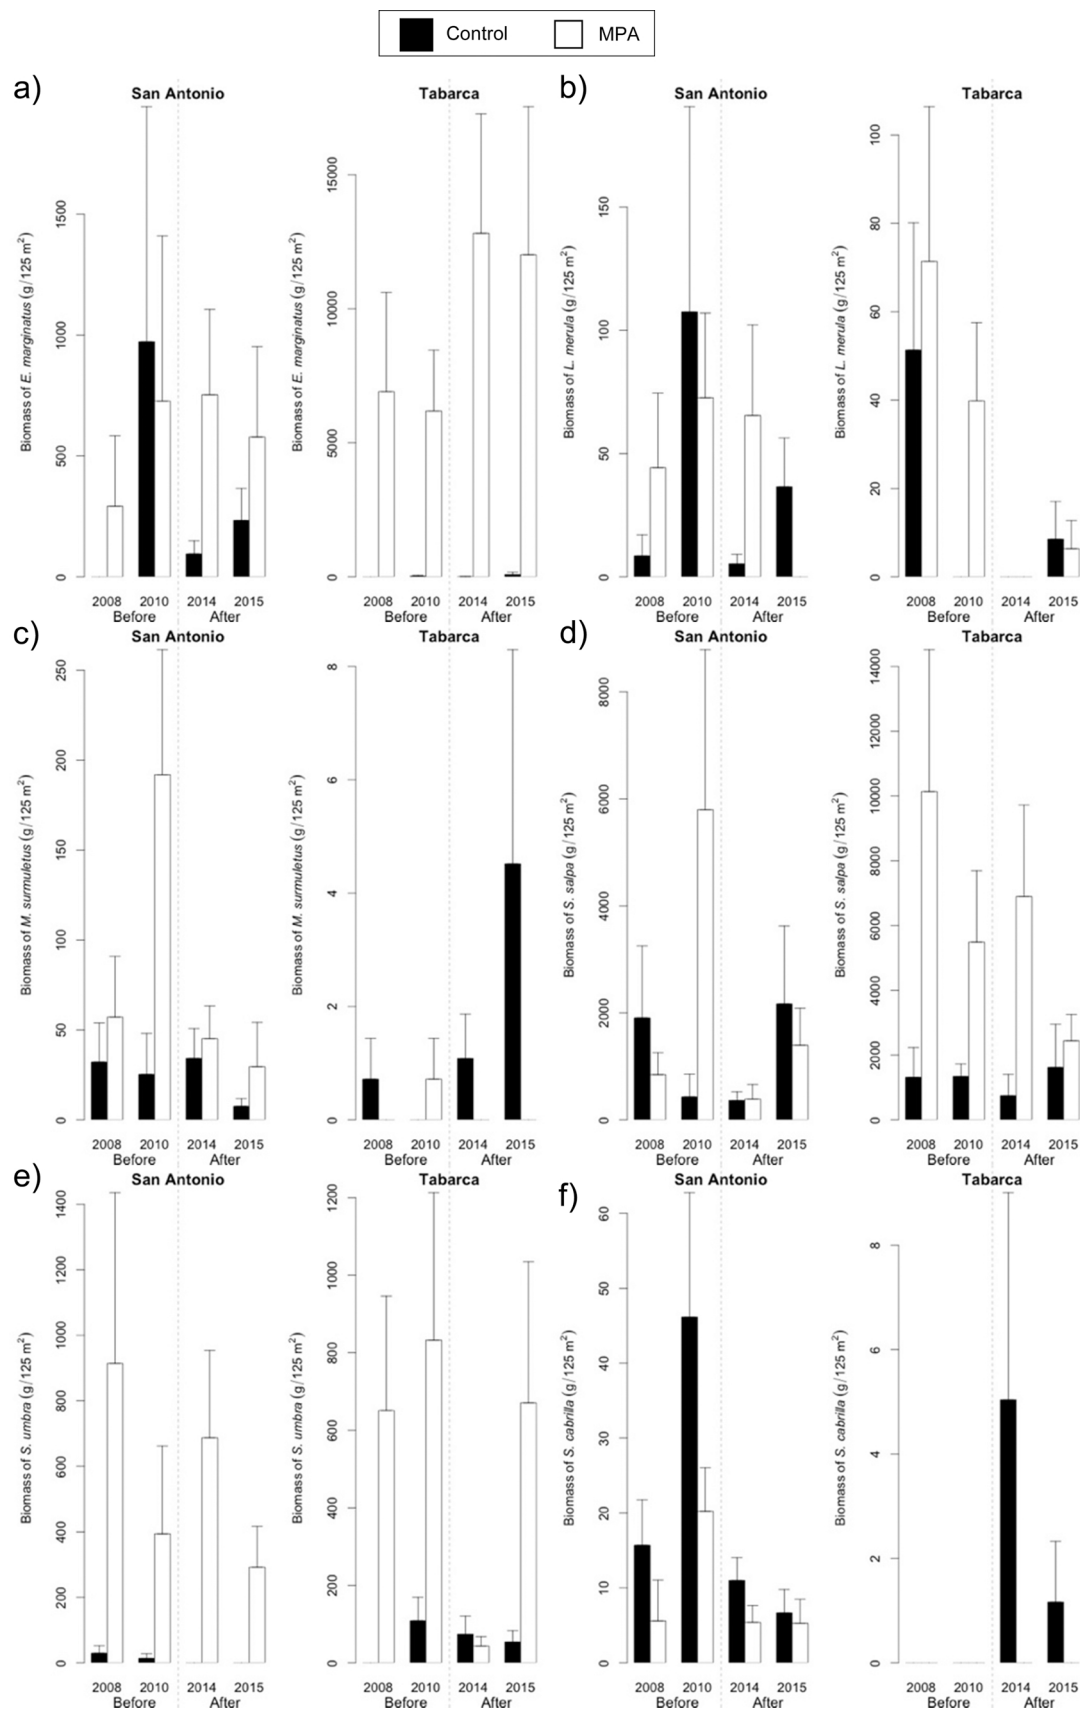 Control MPA
a)
San Antonio
Biomass of E. marginatus (g/125 m²)
0 500 1000 1500
2008 2010 2014 2015
Before After
Tabarca
Biomass of E. marginatus (g/125 m²)
0 5000 10000 15000
2008 2010 2014 2015
Before After
b)
San Antonio
Biomass of L. merula (g/125 m²)
0 50 100 150
2008 2010 2014 2015
Before After
Tabarca
Biomass of L. merula (g/125 m²)
0 20 40 60 80 100
2008 2010 2014 2015
Before After
c)
San Antonio
Biomass of M. surmuletus (g/125 m²)
0 50 100 150 200 250
2008 2010 2014 2015
Before After
Tabarca
Biomass of M. surmuletus (g/125 m²)
0 2 4 6 8
2008 2010 2014 2015
Before After
d)
San Antonio
Biomass of S. salpa (g/125 m²)
0 2000 4000 6000 8000
2008 2010 2014 2015
Before After
Tabarca
Biomass of S. salpa (g/125 m²)
0 2000 4000 6000 8000 10000 12000 14000
2008 2010 2014 2015
Before After
e)
San Antonio
Biomass of S. umbra (g/125 m²)
0 200 400 600 800 1000 1200 1400
2008 2010 2014 2015
Before After
Tabarca
Biomass of S. umbra (g/125 m²)
0 200 400 600 800 1000 1200
2008 2010 2014 2015
Before After
f)
San Antonio
Biomass of S. cabrilla (g/125 m²)
0 10 20 30 40 50 60
2008 2010 2014 2015
Before After
Tabarca
Biomass of S. cabrilla (g/125 m²)
0 2 4 6 8
2008 2010 2014 2015
Before After